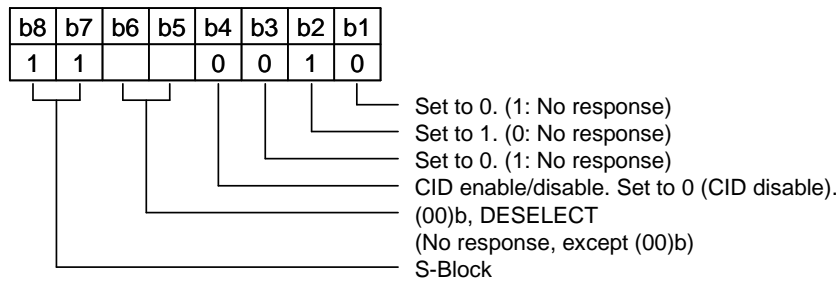 b8 b7 b6 b5 b4 b3 b2 b1
1 1 0 0 1 0
Set to 0. (1: No response)
Set to 1. (0: No response)
Set to 0. (1: No response)
CID enable/disable. Set to 0 (CID disable).
(00)b, DESELECT
(No response, except (00)b)
S-Block